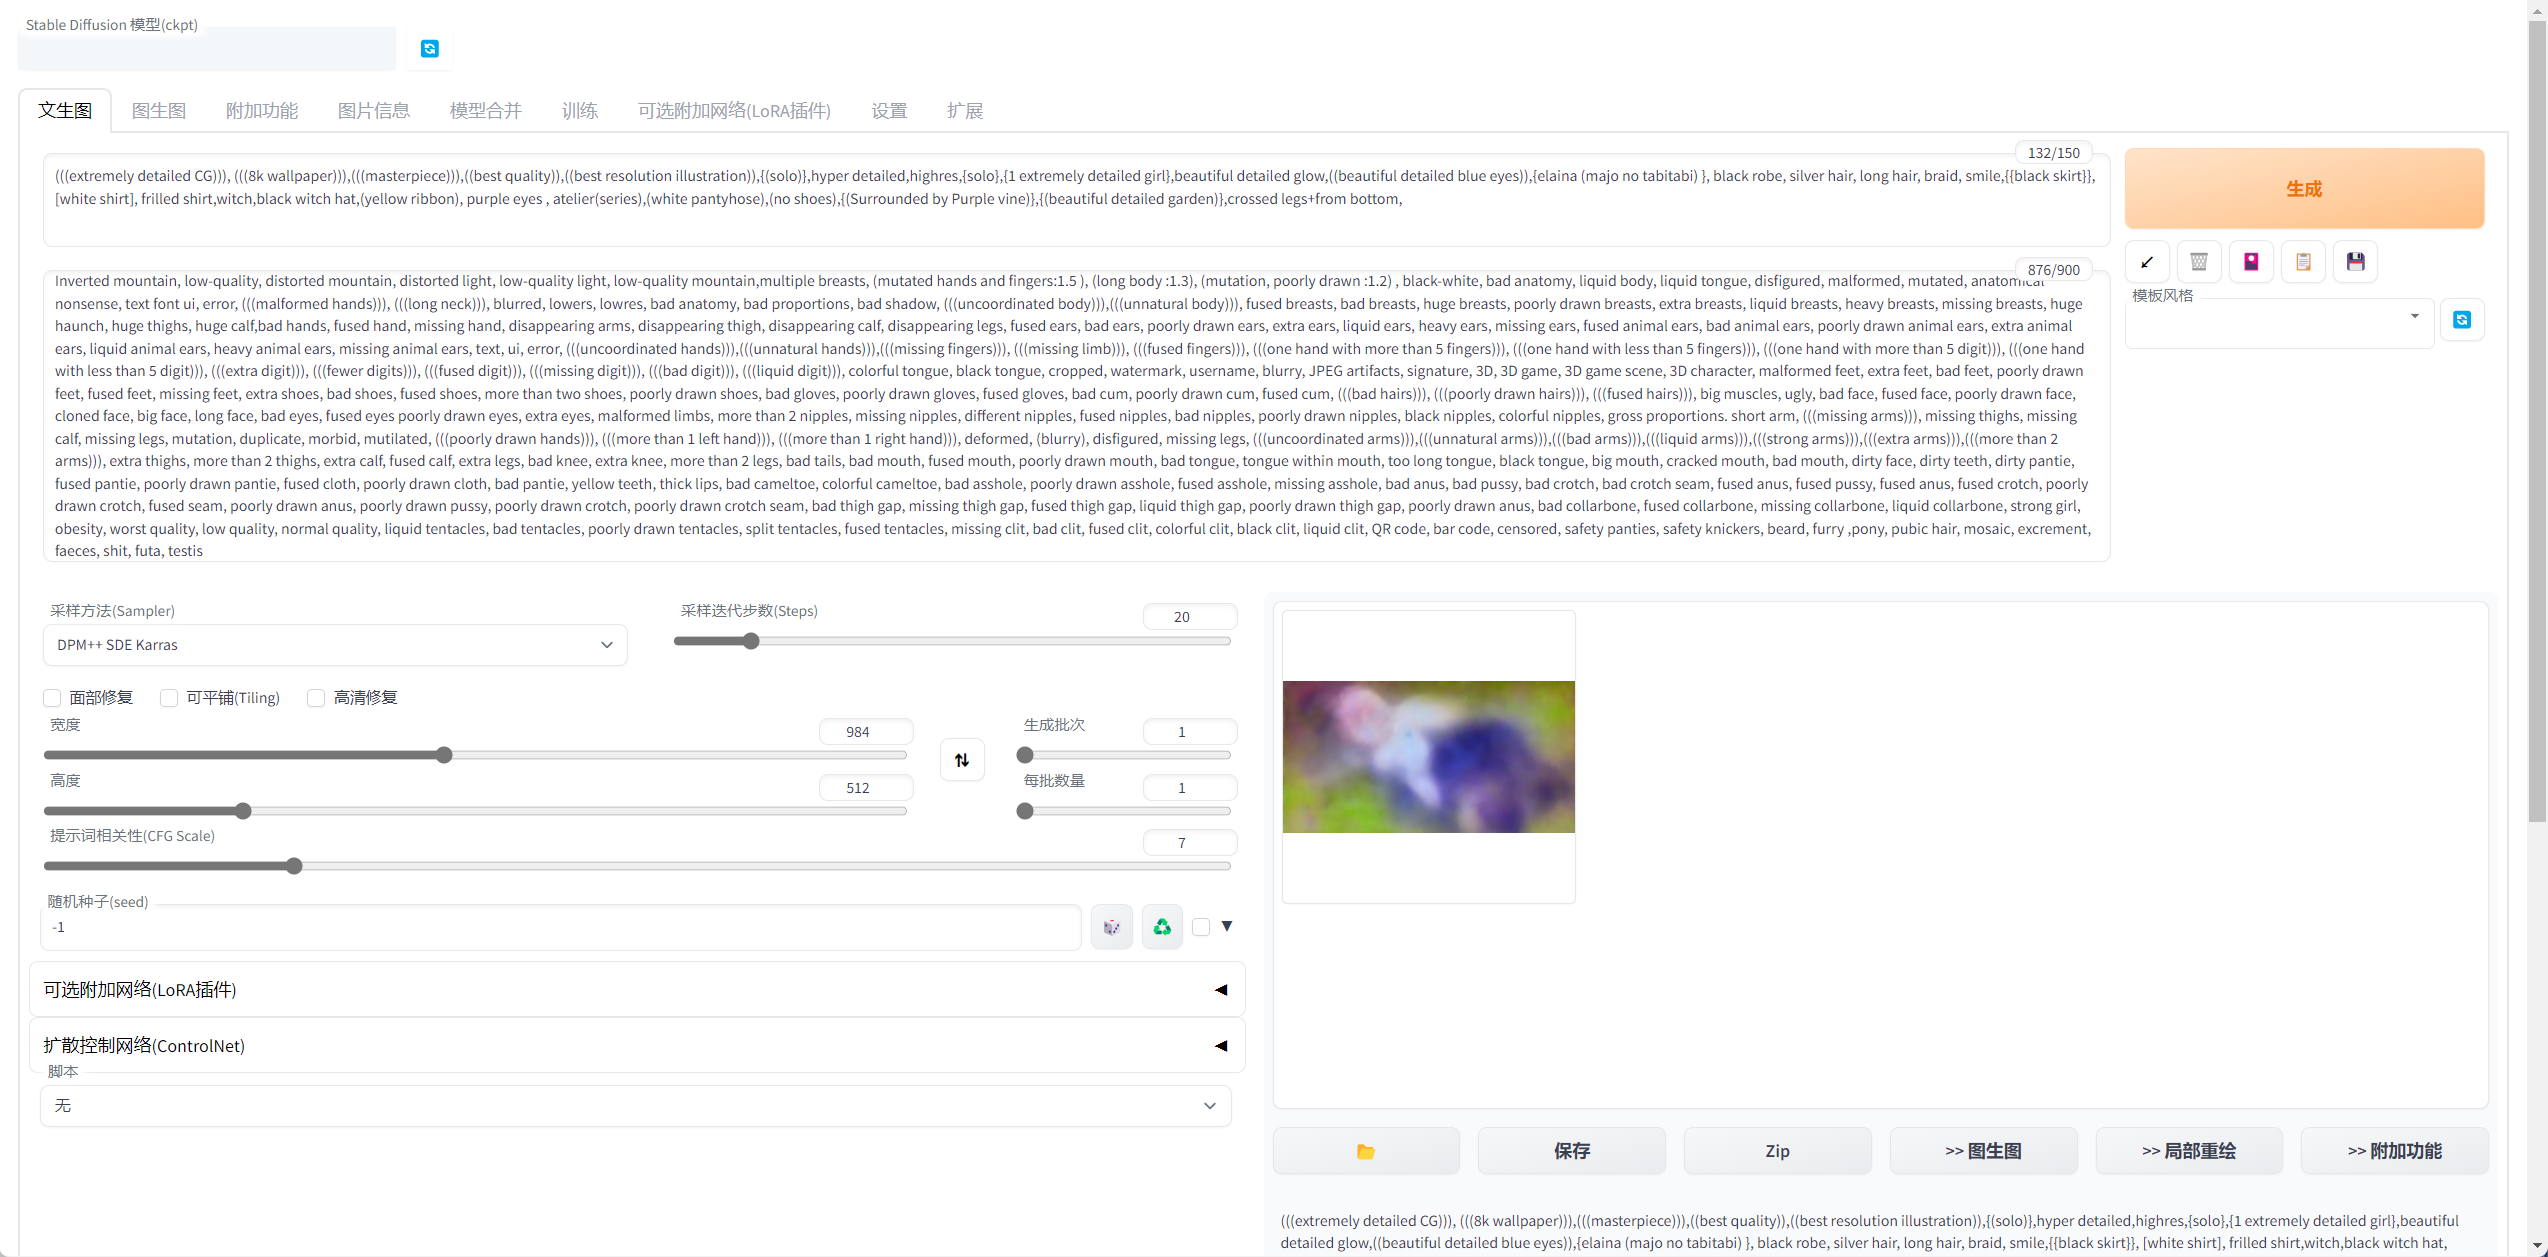 Stable Diffusion 模型(ckpt)
文生图 图生图 附加功能 图片信息 模型合并 训练 可选附加网络(LoRA插件) 设置 扩展
132/150
(((extremely detailed CG))), (((8k wallpaper))),(((masterpiece))),((best quality)),((best resolution illustration)),{(solo)},hyper detailed,highres,{solo},{1 extremely detailed girl},beautiful detailed glow,((beautiful detailed blue eyes)),{elaina (majo no tabitabi) }, black robe, silver hair, long hair, braid, smile,{{black skirt}},
[white shirt], frilled shirt,witch,black witch hat,(yellow ribbon), purple eyes , atelier(series),(white pantyhose),(no shoes),{(Surrounded by Purple vine)},{(beautiful detailed garden)},crossed legs+from bottom,
生成
876/900
Inverted mountain, low-quality, distorted mountain, distorted light, low-quality light, low-quality mountain,multiple breasts, (mutated hands and fingers:1.5 ), (long body :1.3), (mutation, poorly drawn :1.2) , black-white, bad anatomy, liquid body, liquid tongue, disfigured, malformed, mutated, anatomical
nonsense, text font ui, error, (((malformed hands))), (((long neck))), blurred, lowers, lowres, bad anatomy, bad proportions, bad shadow, (((uncoordinated body))),(((unnatural body))), fused breasts, bad breasts, huge breasts, poorly drawn breasts, extra breasts, liquid breasts, heavy breasts, missing breasts, huge
haunch, huge thighs, huge calf,bad hands, fused hand, missing hand, disappearing arms, disappearing thigh, disappearing calf, disappearing legs, fused ears, bad ears, poorly drawn ears, extra ears, liquid ears, heavy ears, missing ears, fused animal ears, bad animal ears, poorly drawn animal ears, extra animal
ears, liquid animal ears, heavy animal ears, missing animal ears, text, ui, error, (((uncoordinated hands))),(((unnatural hands))),(((missing fingers))), (((missing limb))), (((fused fingers))), (((one hand with more than 5 fingers))), (((one hand with less than 5 fingers))), (((one hand with more than 5 digit))), (((one hand
with less than 5 digit))), (((extra digit))), (((fewer digits))), (((fused digit))), (((missing digit))), (((bad digit))), (((liquid digit))), colorful tongue, black tongue, cropped, watermark, username, blurry, JPEG artifacts, signature, 3D, 3D game, 3D game scene, 3D character, malformed feet, extra feet, bad feet, poorly drawn
feet, fused feet, missing feet, extra shoes, bad shoes, fused shoes, more than two shoes, poorly drawn shoes, bad gloves, poorly drawn gloves, fused gloves, bad cum, poorly drawn cum, fused cum, (((bad hairs))), (((poorly drawn hairs))), (((fused hairs))), big muscles, ugly, bad face, fused face, poorly drawn face,
cloned face, big face, long face, bad eyes, fused eyes poorly drawn eyes, extra eyes, malformed limbs, more than 2 nipples, missing nipples, different nipples, fused nipples, bad nipples, poorly drawn nipples, black nipples, colorful nipples, gross proportions. short arm, (((missing arms))), missing thighs, missing
calf, missing legs, mutation, duplicate, morbid, mutilated, (((poorly drawn hands))), (((more than 1 left hand))), (((more than 1 right hand))), deformed, (blurry), disfigured, missing legs, (((uncoordinated arms))),(((unnatural arms))),(((bad arms))),(((liquid arms))),(((strong arms))),(((extra arms))),(((more than 2
arms))), extra thighs, more than 2 thighs, extra calf, fused calf, extra legs, bad knee, extra knee, more than 2 legs, bad tails, bad mouth, fused mouth, poorly drawn mouth, bad tongue, tongue within mouth, too long tongue, black tongue, big mouth, cracked mouth, bad mouth, dirty face, dirty teeth, dirty pantie,
fused pantie, poorly drawn pantie, fused cloth, poorly drawn cloth, bad pantie, yellow teeth, thick lips, bad cameltoe, colorful cameltoe, bad asshole, poorly drawn asshole, fused asshole, missing asshole, bad anus, bad pussy, bad crotch, bad crotch seam, fused anus, fused pussy, fused anus, fused crotch, poorly
drawn crotch, fused seam, poorly drawn anus, poorly drawn pussy, poorly drawn crotch, poorly drawn crotch seam, bad thigh gap, missing thigh gap, fused thigh gap, liquid thigh gap, poorly drawn thigh gap, poorly drawn anus, bad collarbone, fused collarbone, missing collarbone, liquid collarbone, strong girl,
obesity, worst quality, low quality, normal quality, liquid tentacles, bad tentacles, poorly drawn tentacles, split tentacles, fused tentacles, missing clit, bad clit, fused clit, colorful clit, black clit, liquid clit, QR code, bar code, censored, safety panties, safety knickers, beard, furry ,pony, pubic hair, mosaic, excrement,
faeces, shit, futa, testis
模板风格
采样方法(Sampler)
DPM++ SDE Karras
采样迭代步数(Steps)
20
面部修复 可平铺(Tiling) 高清修复
宽度
984
生成批次
1
高度
512
每批数量
1
提示词相关性(CFG Scale)
7
随机种子(seed)
-1
可选附加网络(LoRA插件)
扩散控制网络(ControlNet)
脚本
无
保存 Zip >> 图生图 >> 局部重绘 >> 附加功能
(((extremely detailed CG))), (((8k wallpaper))),(((masterpiece))),((best quality)),((best resolution illustration)),{(solo)},hyper detailed,highres,{solo},{1 extremely detailed girl},beautiful
detailed glow,((beautiful detailed blue eyes)),{elaina (majo no tabitabi) }, black robe, silver hair, long hair, braid, smile,{{black skirt}}, [white shirt], frilled shirt,witch,black witch hat,